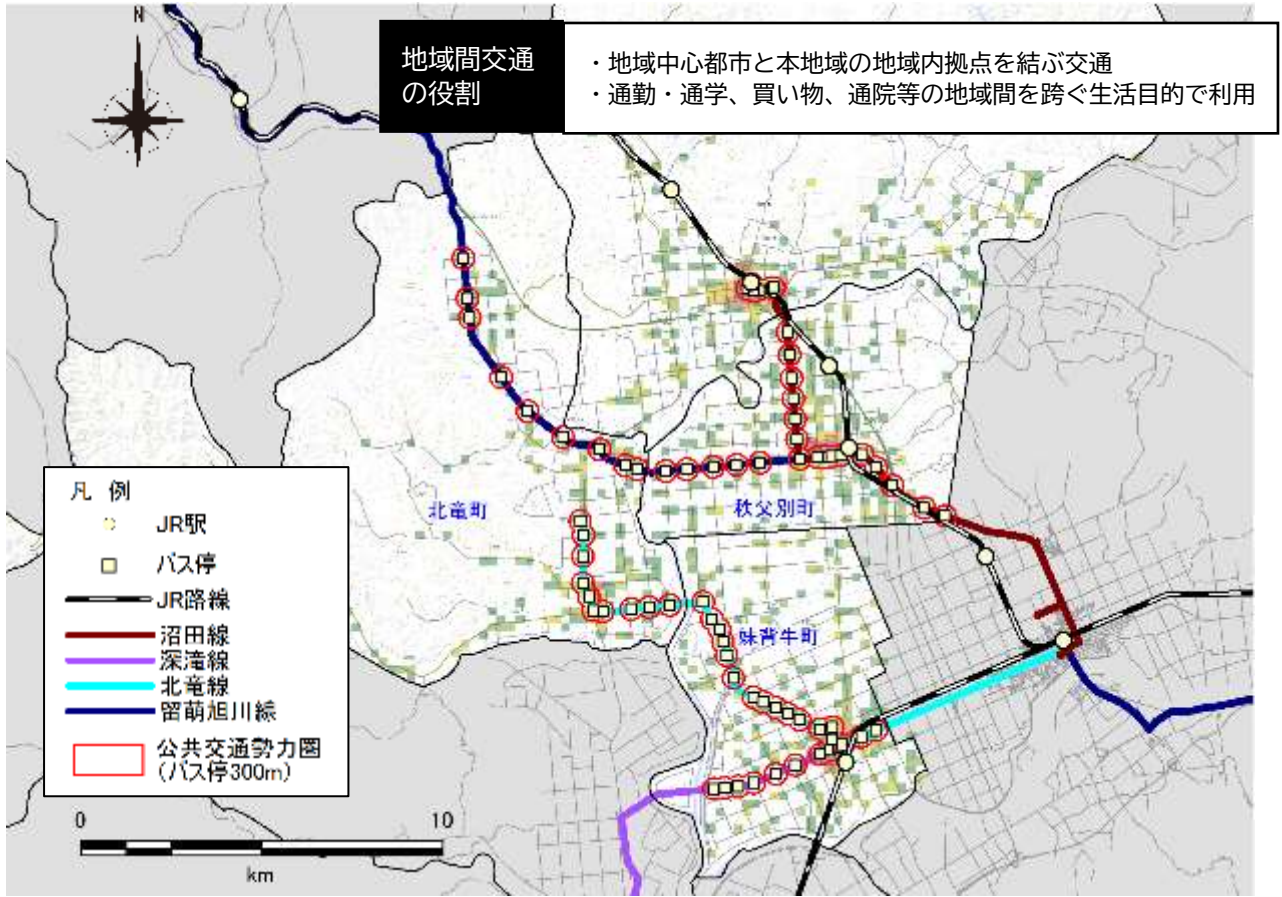 N
地域間交通
の役割
・地域中心都市と本地域の地域内拠点を結ぶ交通
・通勤・通学、買い物、通院等の地域間を跨ぐ生活目的で利用
北竜町
秩父別町
妹背牛町
凡 例
JR駅
バス停
JR路線
沼田線
深滝線
北竜線
留萌旭川線
公共交通勢力圏
(バス停300m)
0 10
km